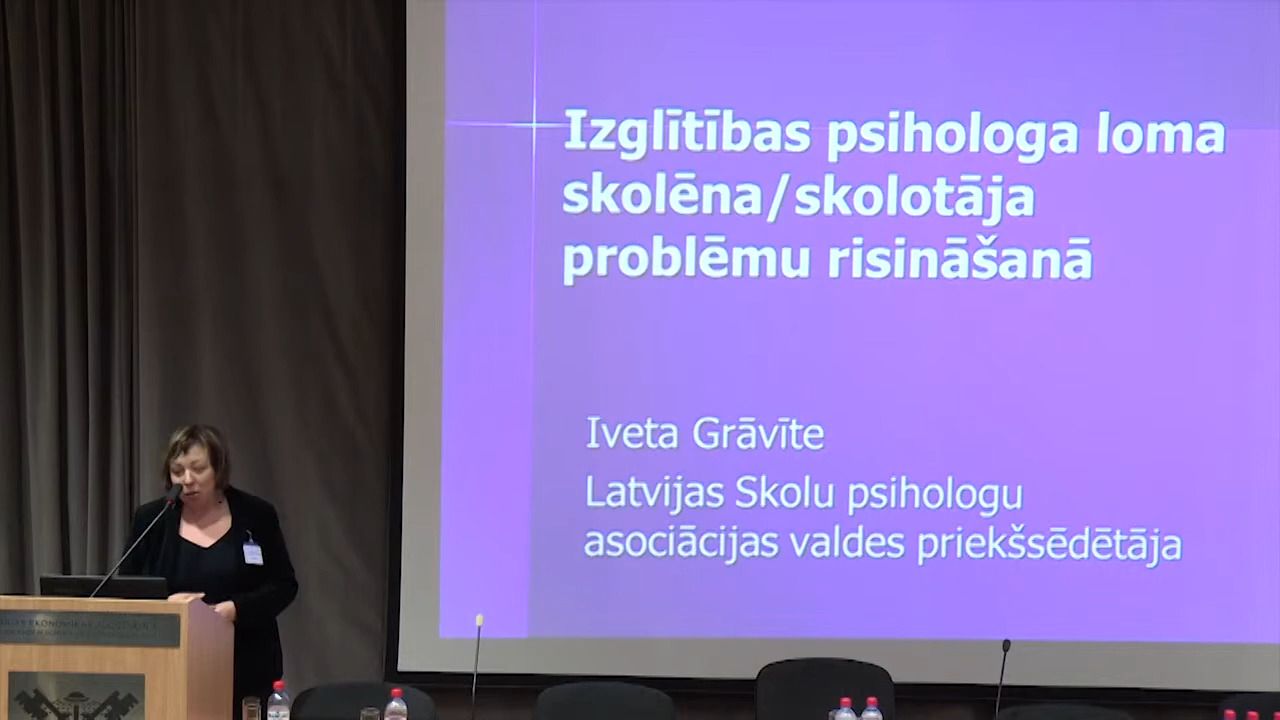 Izglītības psihologa loma
skolēna/skolotāja
problēmu risināšanā
Iveta Grāvīte
Latvijas Skolu psihologu
asociācijas valdes priekšsēdētāja